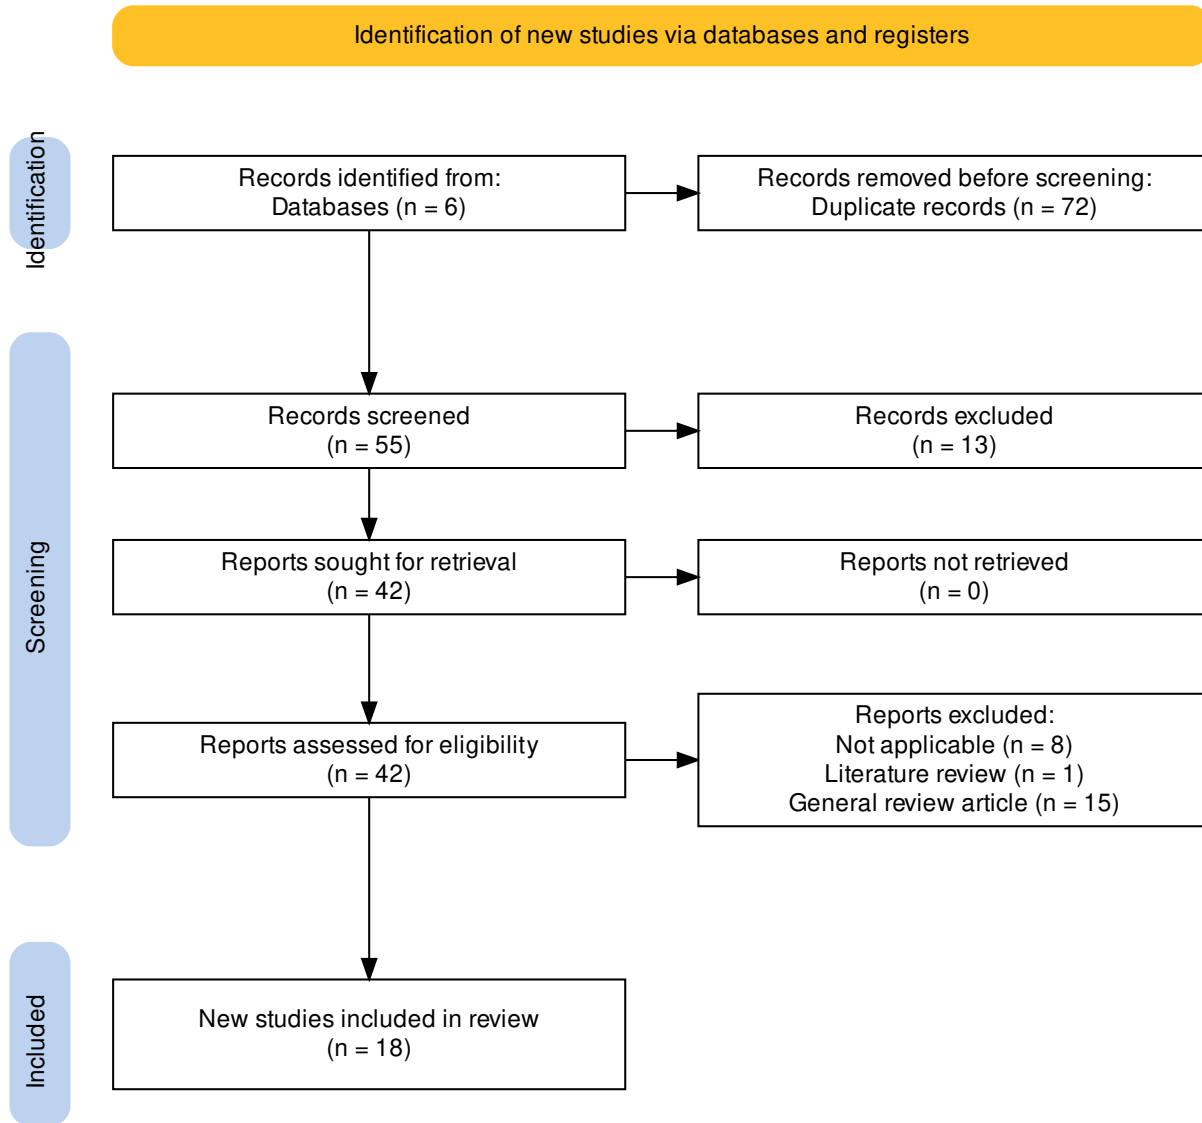 Identification of new studies via databases and registers
Identification
Records identified from:
Databases (n = 6)
Records removed before screening:
Duplicate records (n = 72)
Screening
Records screened
(n = 55)
Records excluded
(n = 13)
Reports sought for retrieval
(n = 42)
Reports not retrieved
(n = 0)
Reports assessed for eligibility
(n = 42)
Reports excluded:
Not applicable (n = 8)
Literature review (n = 1)
General review article (n = 15)
Included
New studies included in review
(n = 18)